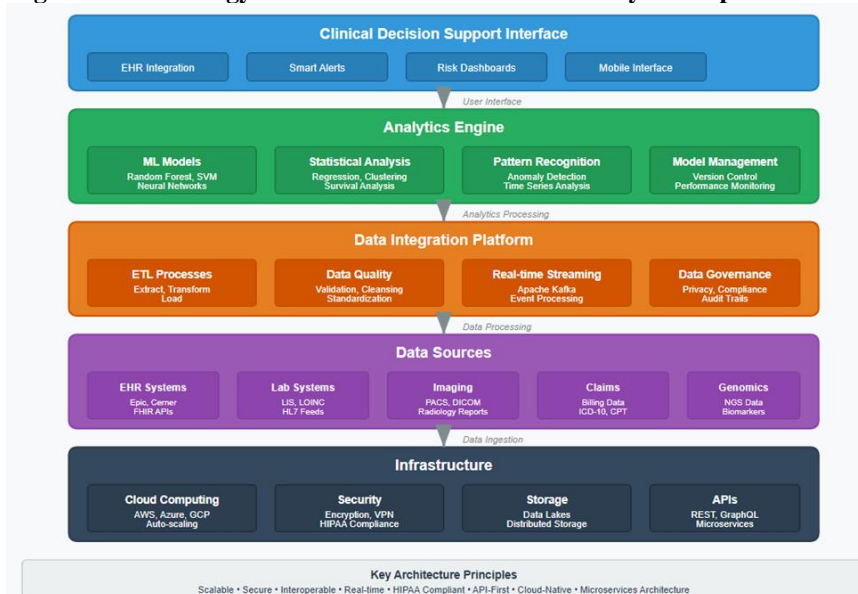 Clinical Decision Support Interface
EHR Integration
Smart Alerts
Risk Dashboards
Mobile Interface
User Interface
Analytics Engine
ML Models
Random Forest, SVM
Neural Networks
Statistical Analysis
Regression, Clustering
Survival Analysis
Pattern Recognition
Anomaly Detection
Time Series Analysis
Model Management
Version Control
Performance Monitoring
Analytics Processing
Data Integration Platform
ETL Processes
Extract, Transform
Load
Data Quality
Validation, Cleansing
Standardization
Real-time Streaming
Apache Kafka
Event Processing
Data Governance
Privacy, Compliance
Audit Trails
Data Processing
Data Sources
EHR Systems
Epic, Cerner
FHIR APIs
Lab Systems
LIS, LOINC
HL7 Feeds
Imaging
PACS, DICOM
Radiology Reports
Claims
Billing Data
ICD-10, CPT
Genomics
NGS Data
Biomarkers
Data Ingestion
Infrastructure
Cloud Computing
AWS, Azure, GCP
Auto-scaling
Security
Encryption, VPN
HIPAA Compliance
Storage
Data Lakes
Distributed Storage
APIs
REST, GraphQL
Microservices
Key Architecture Principles
Scalable • Secure • Interoperable • Real-time • HIPAA Compliant • API-First • Cloud-Native • Microservices Architecture